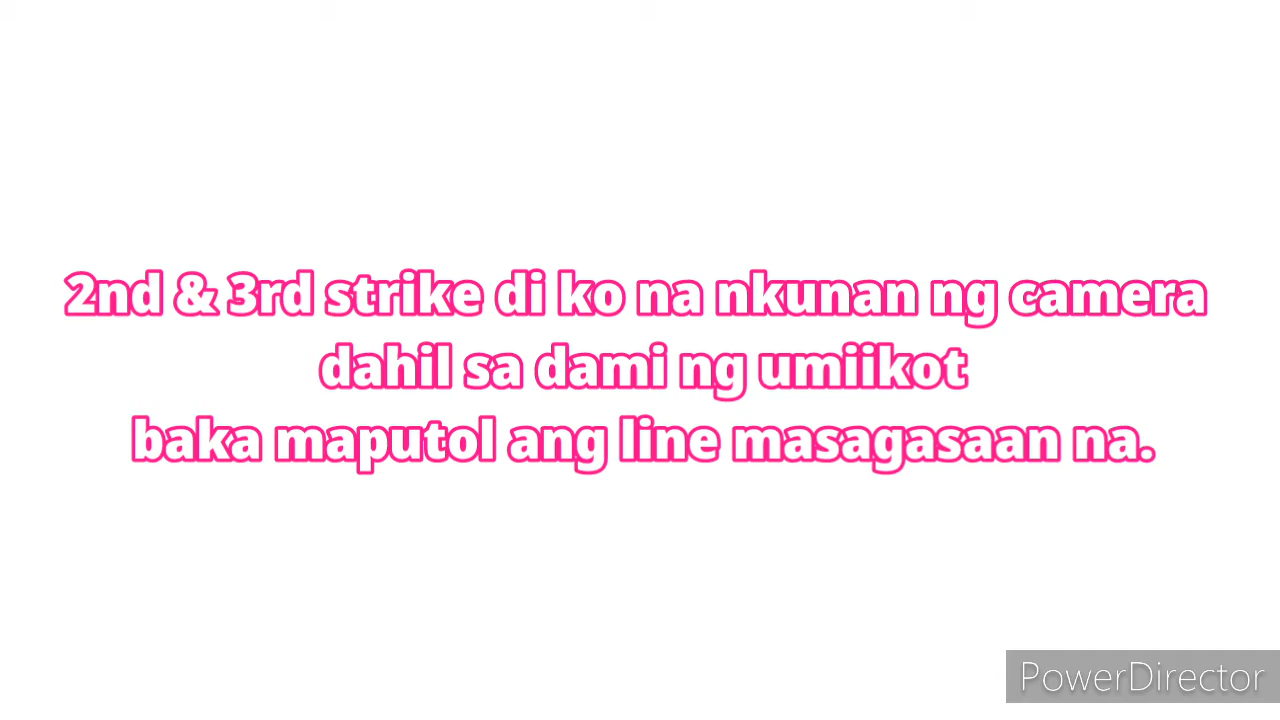 2nd & 3rd strike di ko na nkunan ng camera
dahil sa dami ng umiikot
baka maputol ang line masagasaan na.
PowerDirector